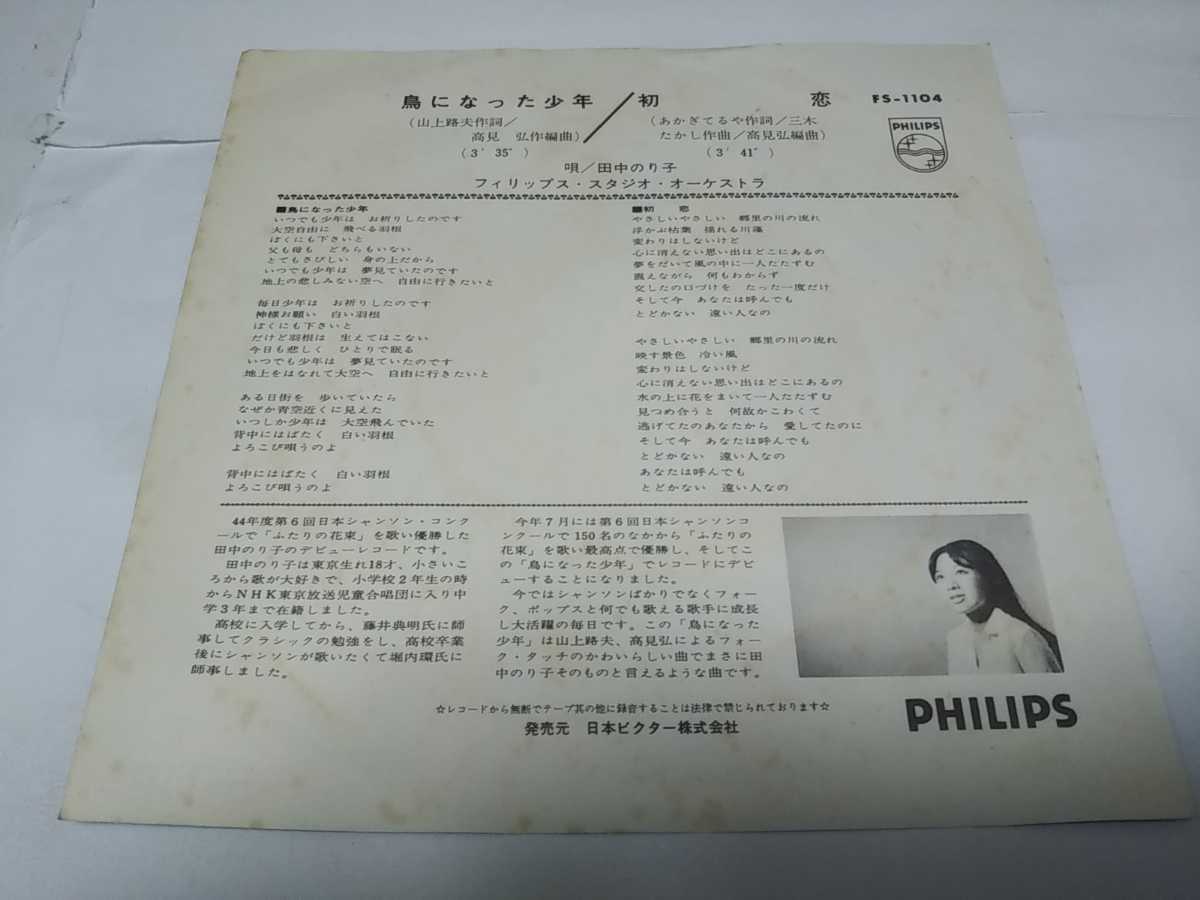 鳥になった少年／初恋 FS-1104
（山上路夫作詞／
高見 弘作編曲）
（3′35″）
（あかぎてるや作詞／三木
たかし作曲／高見弘編曲）
（3′41″）
PHILIPS
唄／田中のり子
フィリップス・スタジオ・オーケストラ
■鳥になった少年
いつでも少年は お祈りしたのです
大空自由に 飛べる羽根
ぼくにも下さいと
父も母も どちらもいない
とてもさびしい 身の上だから
いつでも少年は 夢見ていたのです
地上の悲しみない空へ 自由に行きたいと
毎日少年は お祈りしたのです
神様お願い 白い羽根
ぼくにも下さいと
だけど羽根は 生えてはこない
今日も悲しく ひとりで眠る
いつでも少年は 夢見ていたのです
地上をはなれて大空へ 自由に行きたいと
ある日街を 歩いていたら
なぜか青空近くに見えた
いつしか少年は 大空飛んでいた
背中にはばたく 白い羽根
よろこび唄うのよ
背中にはばたく 白い羽根
よろこび唄うのよ
■初 恋
やさしいやさしい 郷里の川の流れ
浮かぶ枯葉 揺れる川藻
変わりはしないけど
心に消えない思い出はどこにあるの
夢をだいて風の中に一人たたずむ
震えながら 何もわからず
交したの口づけを たった一度だけ
そして今 あなたは呼んでも
とどかない 遠い人なの
やさしいやさしい 郷里の川の流れ
映す景色 冷い風
変わりはしないけど
心に消えない思い出はどこにあるの
水の上に花をまいて一人たたずむ
見つめ合うと 何故かこわくて
逃げてたのあなたから 愛してたのに
そして今 あなたは呼んでも
とどかない 遠い人なの
あなたは呼んでも
とどかない 遠い人なの
44年度第6回日本シャンソン・コンク
ールで「ふたりの花束」を歌い優勝した
田中のり子のデビューレコードです。
田中のり子は東京生れ18才、小さいこ
ろから歌が大好きで、小学校2年生の時
からNHK東京放送児童合唱団に入り中
学3年まで在籍しました。
高校に入学してから、藤井典明氏に師
事してクラシックの勉強をし、高校卒業
後にシャンソンが歌いたくて堀内環氏に
師事しました。
今年7月には第6回日本シャンソンコ
ンクールで150名のなかから「ふたりの
花束」を歌い最高点で優勝し、そしてこ
の「鳥になった少年」でレコードにデビ
ューすることになりました。
今ではシャンソンばかりでなくフォー
ク、ポップスと何でも歌える歌手に成長
し大活躍の毎日です。この「鳥になった
少年」は山上路夫、高見弘によるフォー
ク・タッチのかわいらしい曲でまさに田
中のり子そのものと言えるような曲です。
☆レコードから無断でテープ其の他に録音することは法律で禁じられております☆
発売元 日本ビクター株式会社
PHILIPS